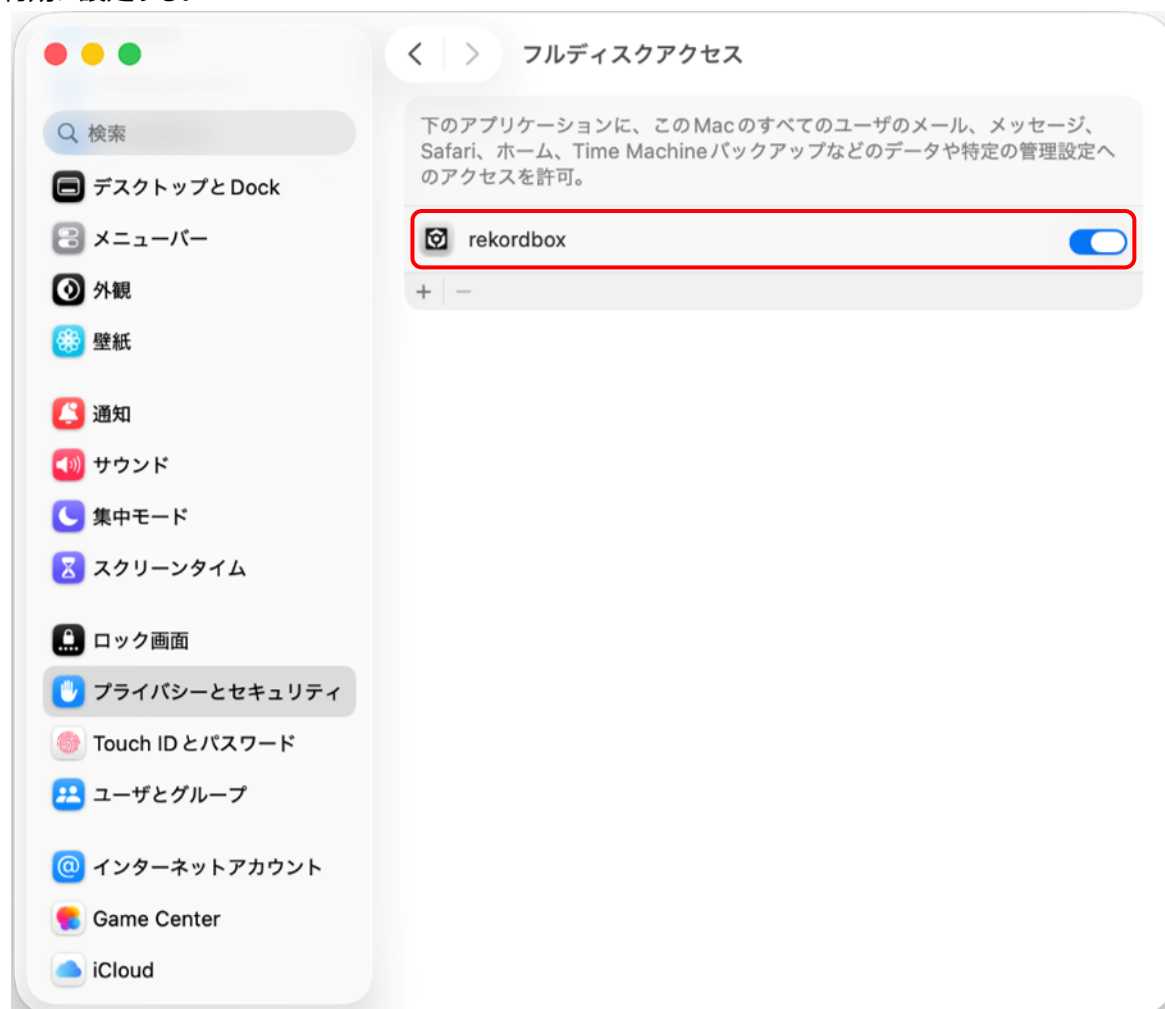 有効に設定する。
フルディスクアクセス
検索
デスクトップとDock
メニューバー
外観
壁紙
通知
サウンド
集中モード
スクリーンタイム
ロック画面
プライバシーとセキュリティ
Touch IDとパスワード
ユーザとグループ
インターネットアカウント
Game Center
iCloud
下のアプリケーションに、このMacのすべてのユーザのメール、メッセージ、
Safari、ホーム、Time Machineバックアップなどのデータや特定の管理設定へ
のアクセスを許可。
rekordbox